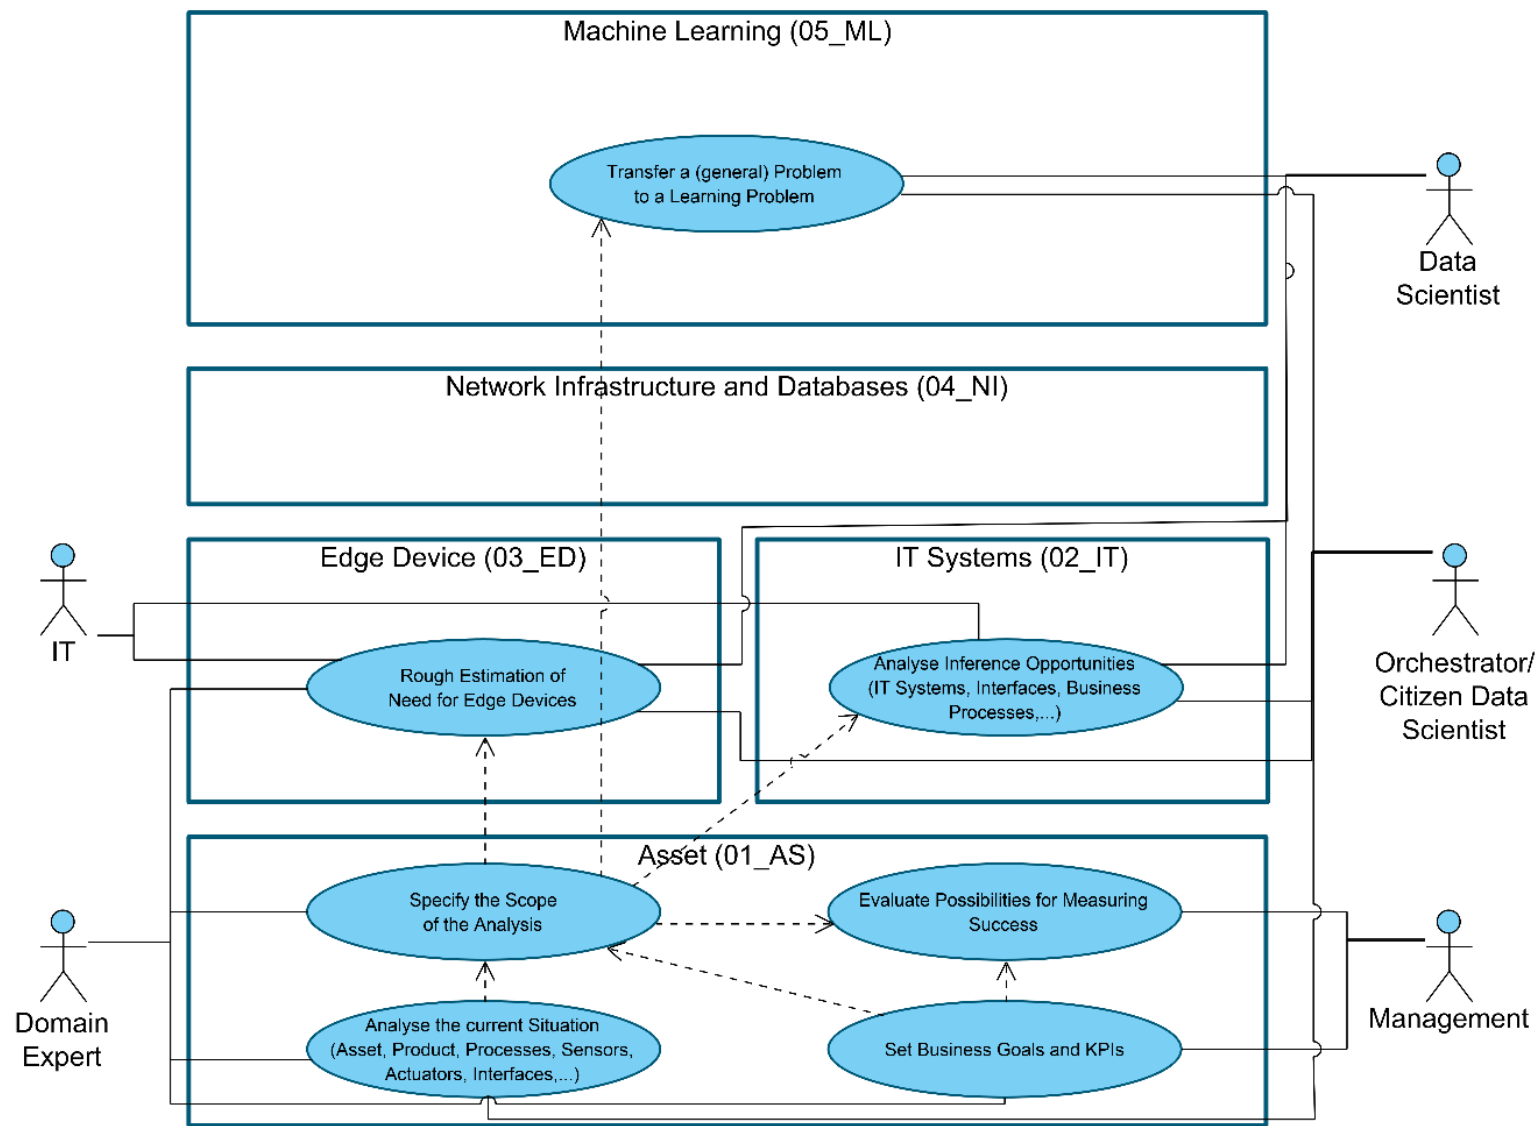 Machine Learning (05_ML)
Transfer a (general) Problem
to a Learning Problem
Data
Scientist
Network Infrastructure and Databases (04_NI)
Edge Device (03_ED)
IT Systems (02_IT)
IT
Rough Estimation of
Need for Edge Devices
Analyse Inference Opportunities
(IT Systems, Interfaces, Business
Processes,...)
Orchestrator/
Citizen Data
Scientist
Asset (01_AS)
Specify the Scope
of the Analysis
Evaluate Possibilities for Measuring
Success
Domain
Expert
Analyse the current Situation
(Asset, Product, Processes, Sensors,
Actuators, Interfaces,...)
Set Business Goals and KPIs
Management